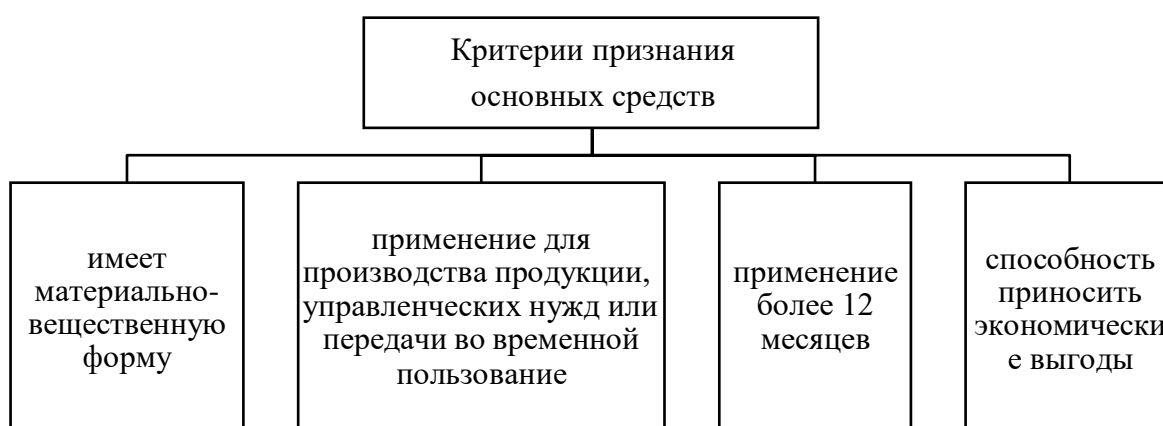 Критерии признания
основных средств
имеет
материально-
вещественную
форму
применение для
производства продукции,
управленческих нужд или
передачи во временной
пользование
применение
более 12
месяцев
способность
приносить
экономически
е выгоды